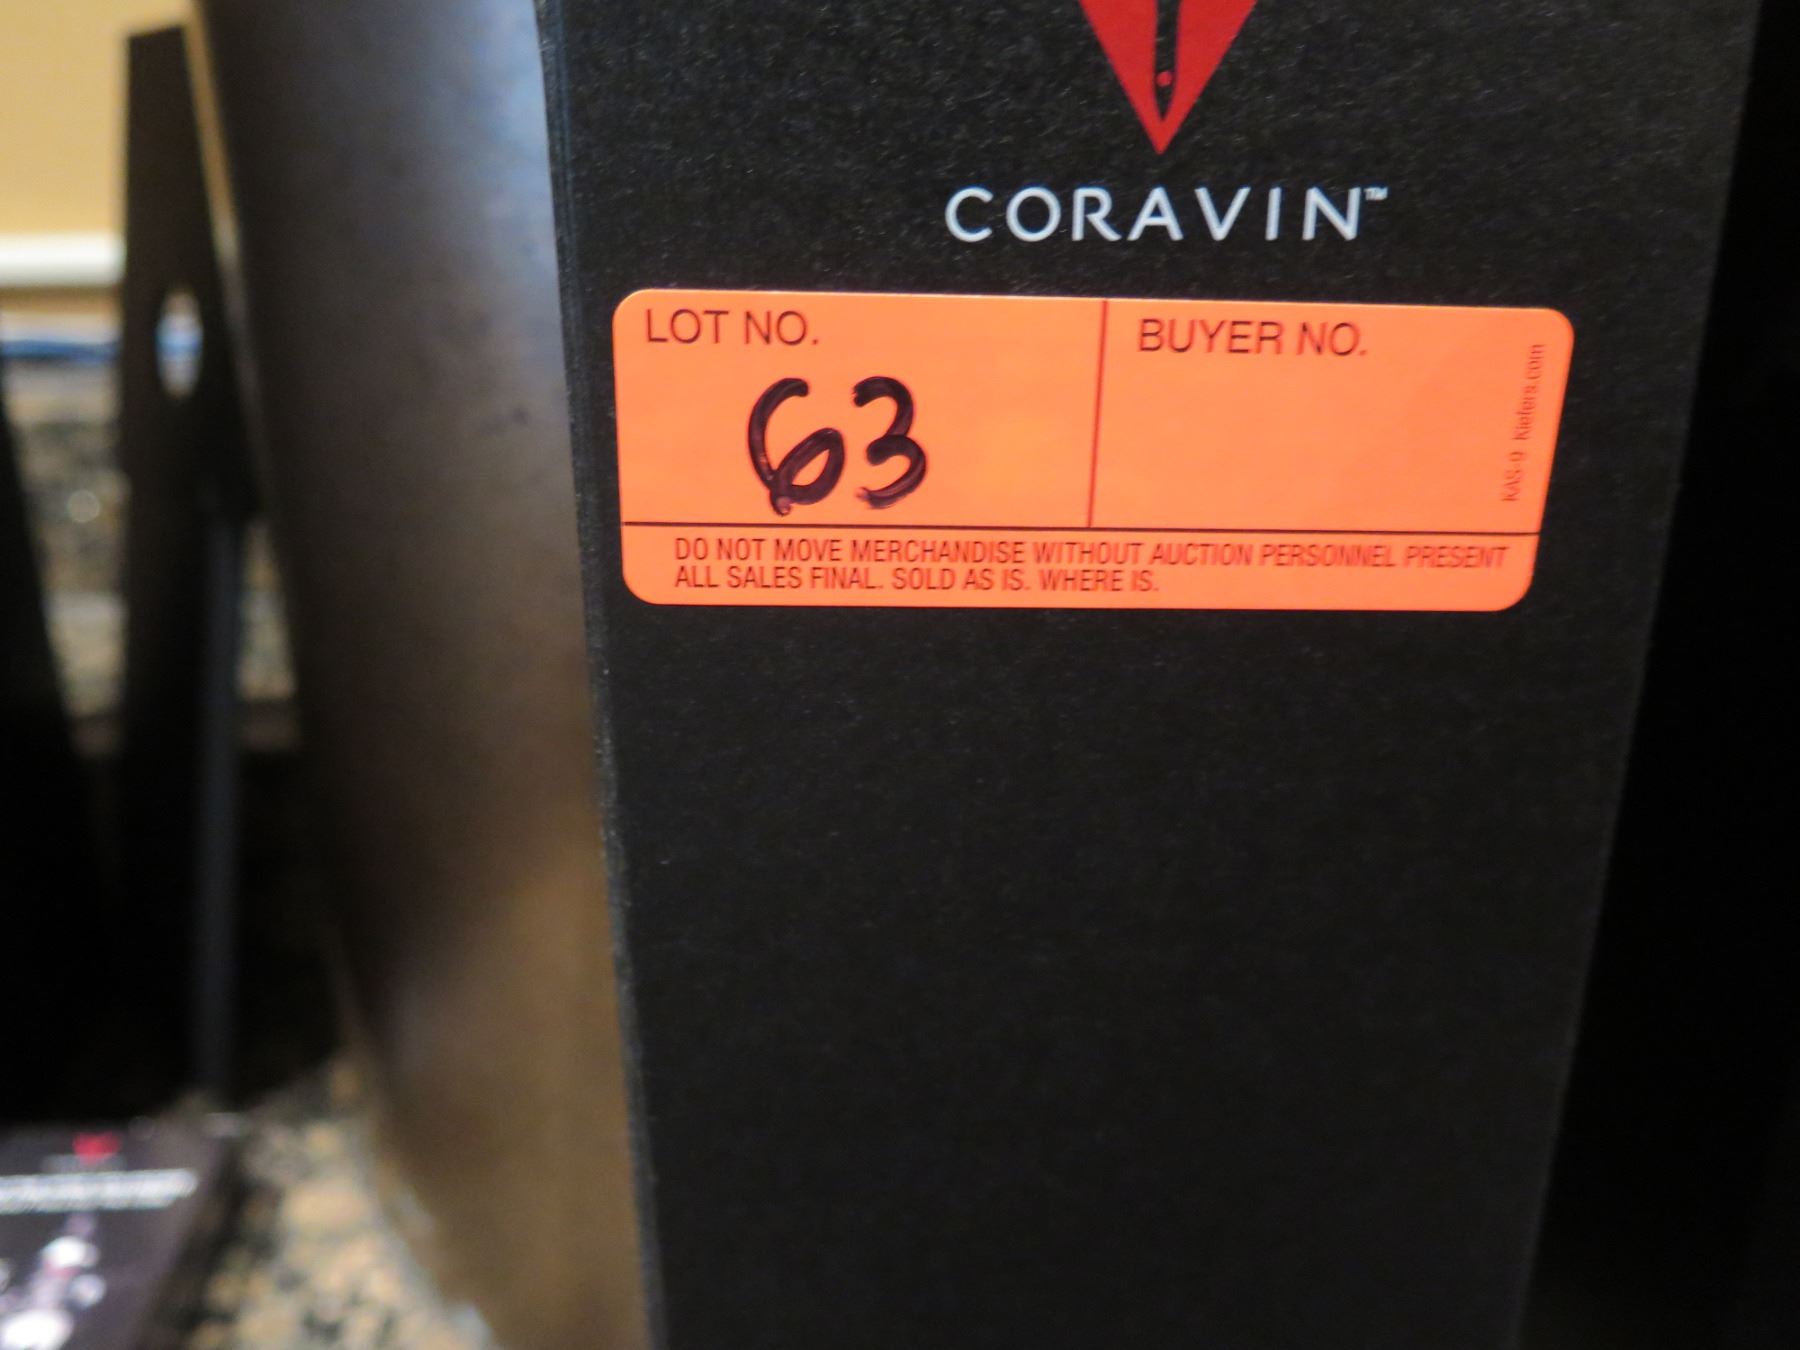 CORAVIN™
LOT NO.
63
BUYER NO.
KAS-9 Kiefers.com
DO NOT MOVE MERCHANDISE WITHOUT AUCTION PERSONNEL PRESENT
ALL SALES FINAL. SOLD AS IS. WHERE IS.